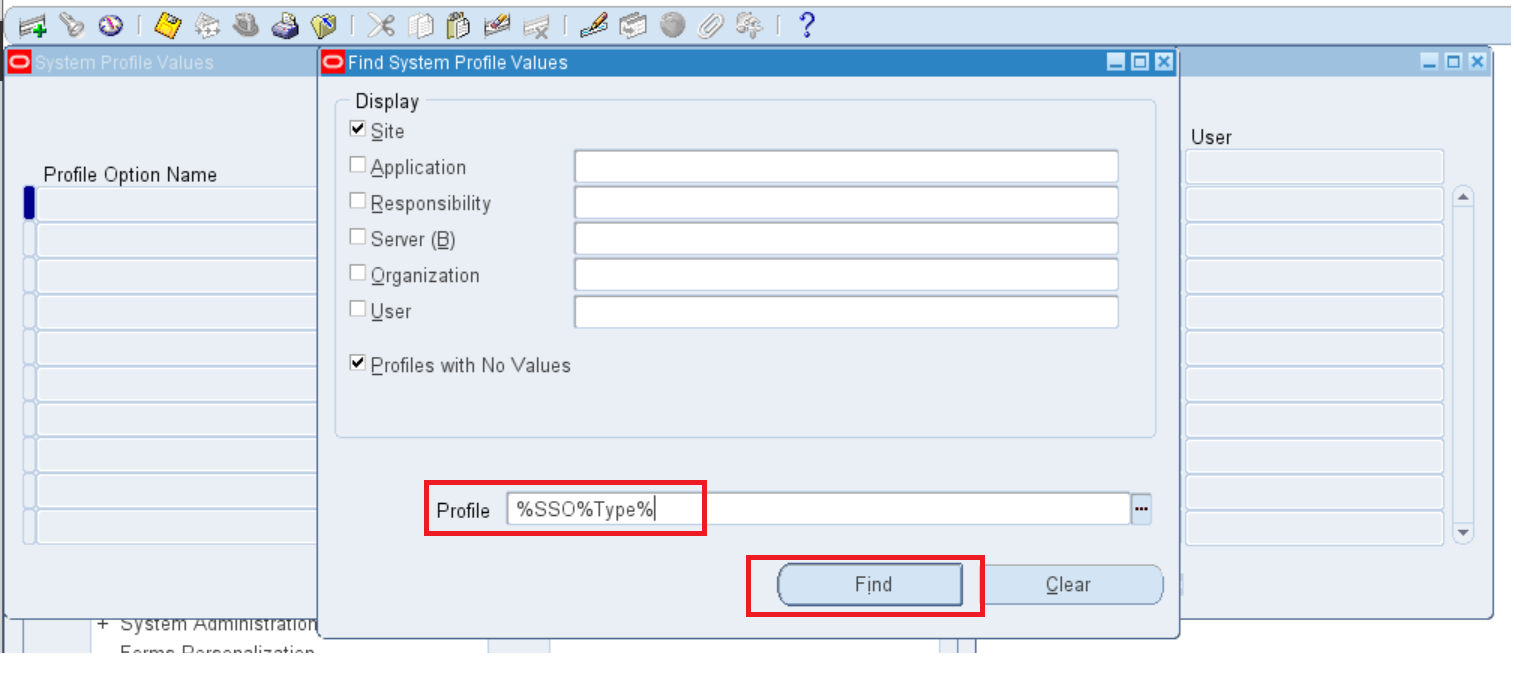 System Profile Values
Find System Profile Values
Display
Site
User
Application
Profile Option Name
Responsibility
Server (B)
Organization
User
Profiles with No Values
Profile %SSO%Type%
Find Clear
+ System Administration
Forms Personalization